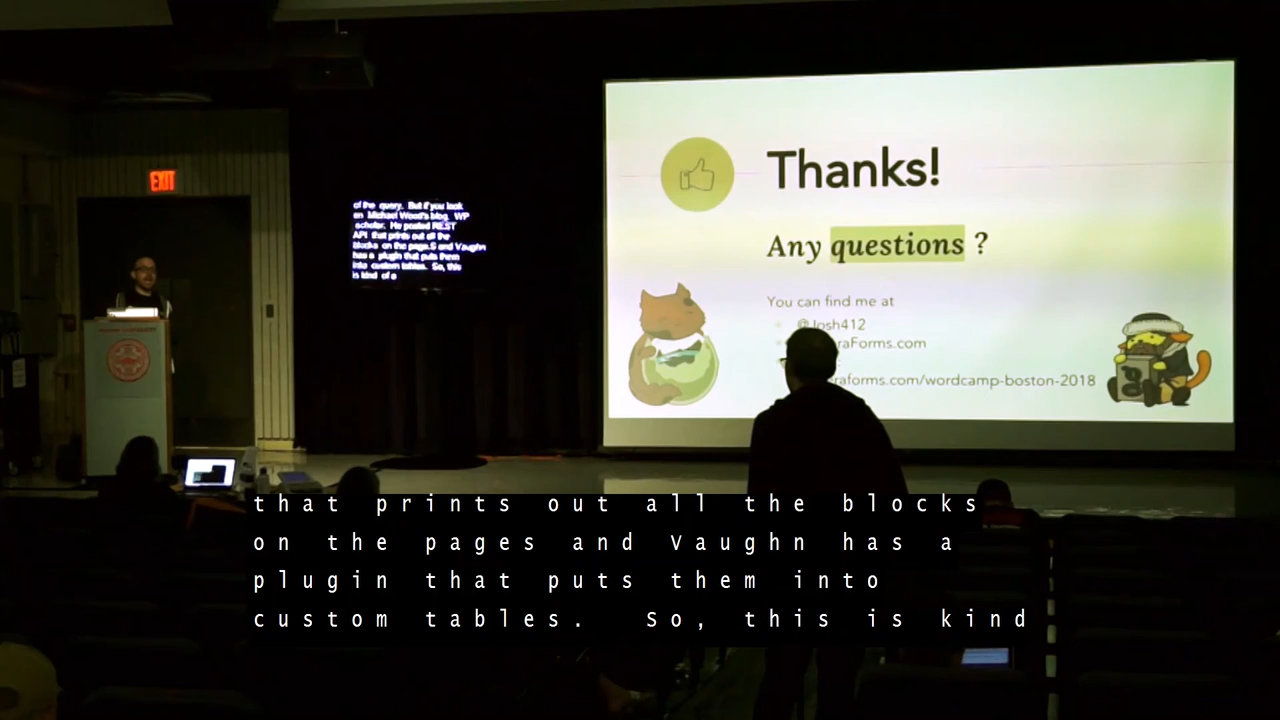 EXIT
of the query. But if you look
on Michael Wood's blog, WP
scholar. He posted REST
API that prints out all the
blocks on the page.S and Vaughn
has a plugin that puts them
into custom tables. So, this
is kind of a
Thanks!
Any questions ?
You can find me at
@Josh412
raForms.com
raforms.com/wordcamp-boston-2018
that prints out all the blocks
on the pages and Vaughn has a
plugin that puts them into
custom tables. So, this is kind